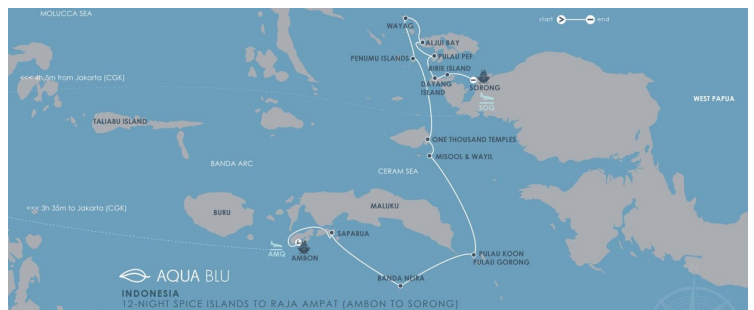 MOLUCCA SEA
start
end
WAYAG
ALJUI BAY
PULAU PEF
PENUMU ISLANDS
RIRIE ISLAND
<<< 4h 5m from Jakarta (CGK)
DAYANG
ISLAND
SORONG
SOQ
WEST PAPUA
TALIABU ISLAND
ONE THOUSAND TEMPLES
MISOOL & WAYIL
BANDA ARC
CERAM SEA
<<< 3h 35m to Jakarta (CGK)
BURU
MALUKU
SAPARUA
AMQ
AMBON
PULAU KOON
PULAU GORONG
AQUA BLU
BANDA NEIRA
INDONESIA
12-NIGHT SPICE ISLANDS TO RAJA AMPAT (AMBON TO SORONG)